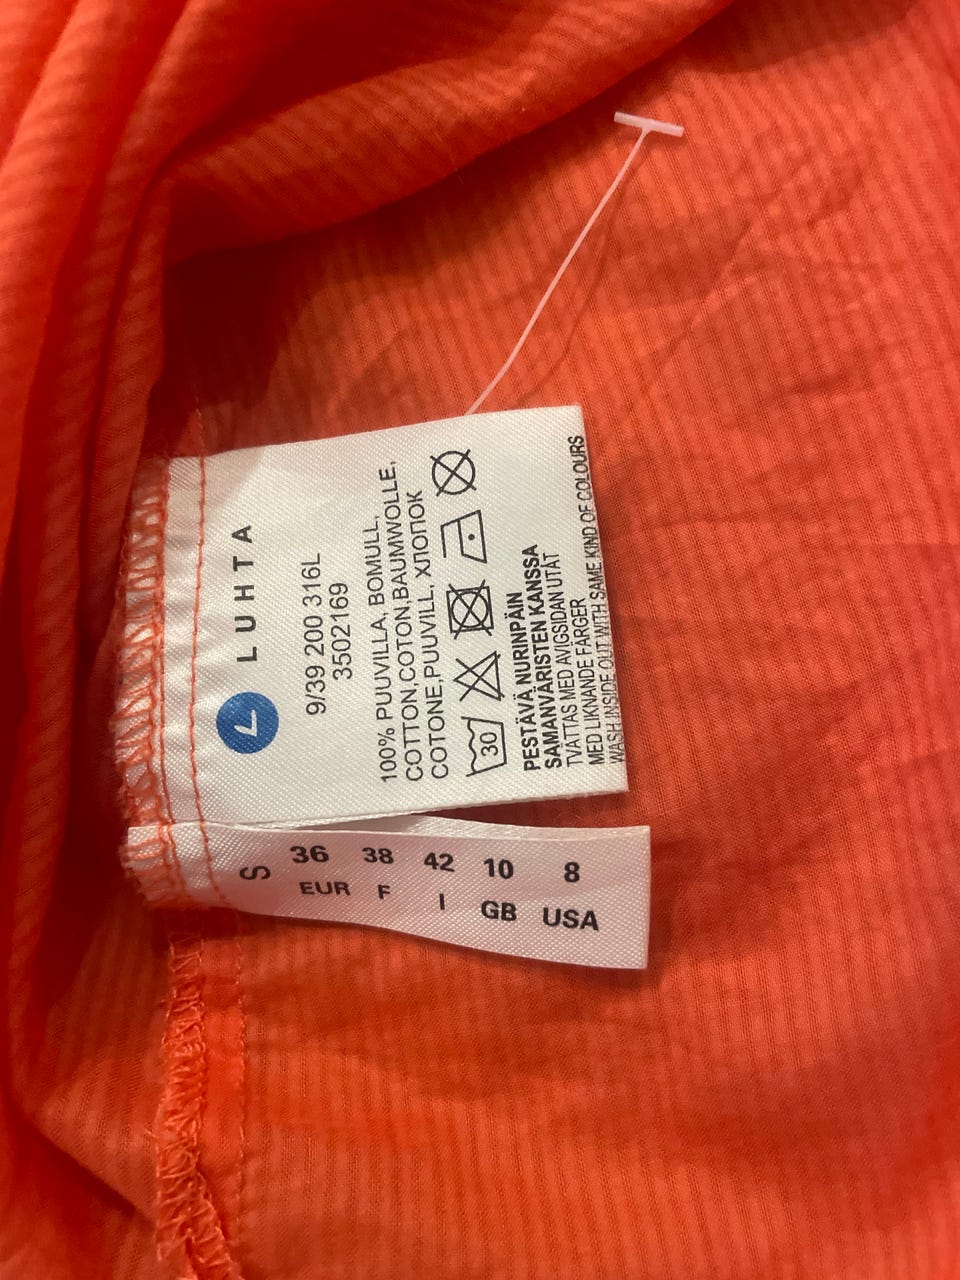 LUHTA
9/39 200 316L
3502169
100% PUUVILLA, BOMULL,
COTTON,COTON,BAUMWOLLE,
COTONE,PUUVILL, ХЛОПОК
30
PESTÄVÄ NURINPÄIN
SAMANVÄRISTEN KANSSA
TVÄTTAS MED AVIGSIDAN UTÅT
MED LIKNANDE FÄRGER
WASH INSIDE OUT WITH SAME KIND OF COLOURS
S
36 38 42 10 8
EUR F I GB USA